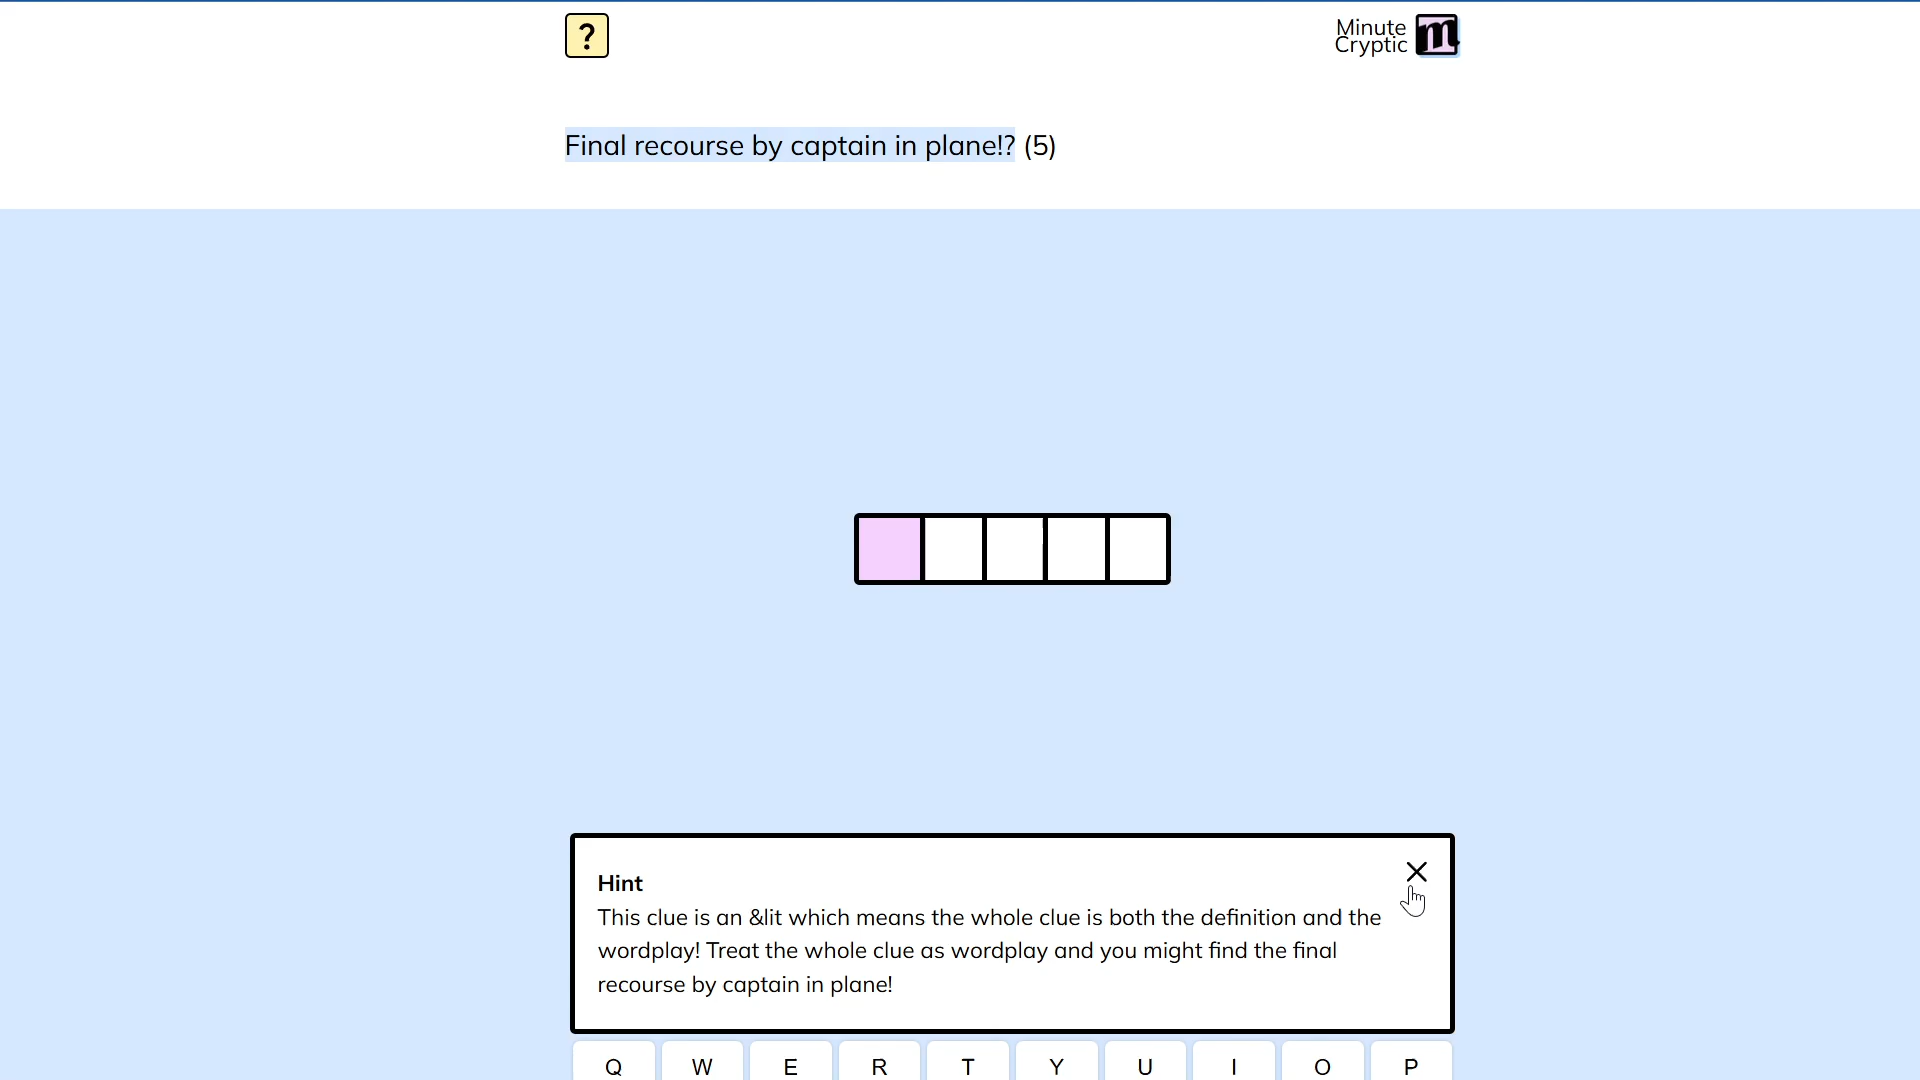 ?
Minute
Cryptic
m
Final recourse by captain in plane!? (5)
Hint
This clue is an &lit which means the whole clue is both the definition and the
wordplay! Treat the whole clue as wordplay and you might find the final
recourse by captain in plane!
Q W E R T Y U I O P